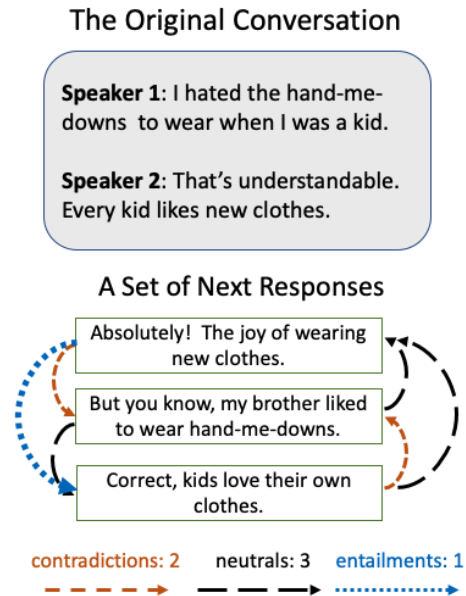 The Original Conversation
Speaker 1: I hated the hand-me-
downs to wear when I was a kid.
Speaker 2: That's understandable.
Every kid likes new clothes.
A Set of Next Responses
Absolutely! The joy of wearing
new clothes.
But you know, my brother liked
to wear hand-me-downs.
Correct, kids love their own
clothes.
contradictions: 2 neutrals: 3 entailments: 1